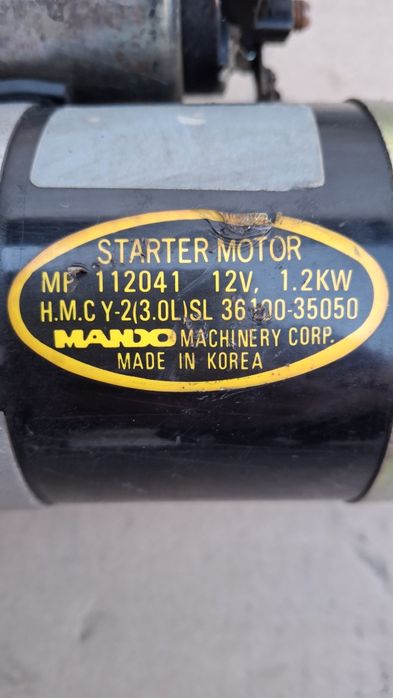 STARTER MOTOR
MP 112041 12V, 1.2KW
H.M.C Y-2(3.0L)SL 36100-35050
MANDO MACHINERY CORP.
MADE IN KOREA